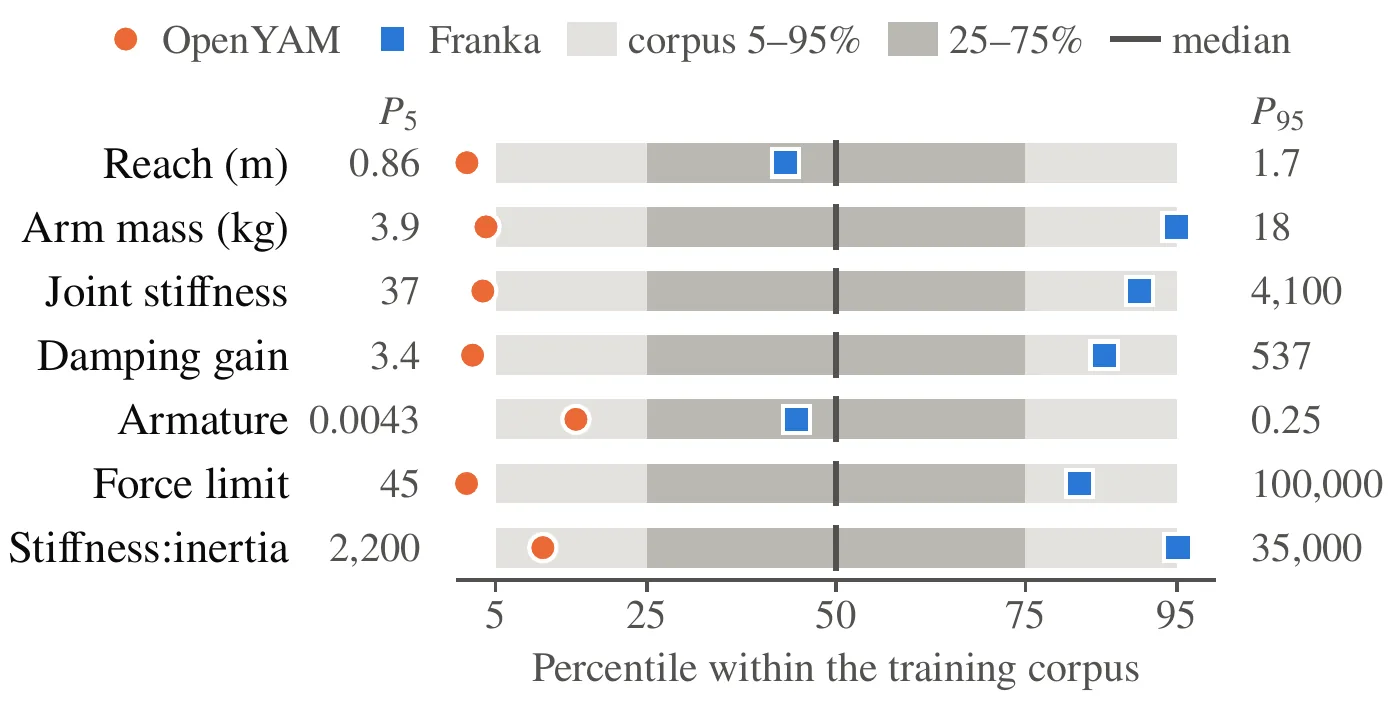 OpenYAM Franka corpus 5–95% 25–75% median
P5 P95
Reach (m) 0.86 1.7
Arm mass (kg) 3.9 18
Joint stiffness 37 4,100
Damping gain 3.4 537
Armature 0.0043 0.25
Force limit 45 100,000
Stiffness:inertia 2,200 35,000
5 25 50 75 95
Percentile within the training corpus